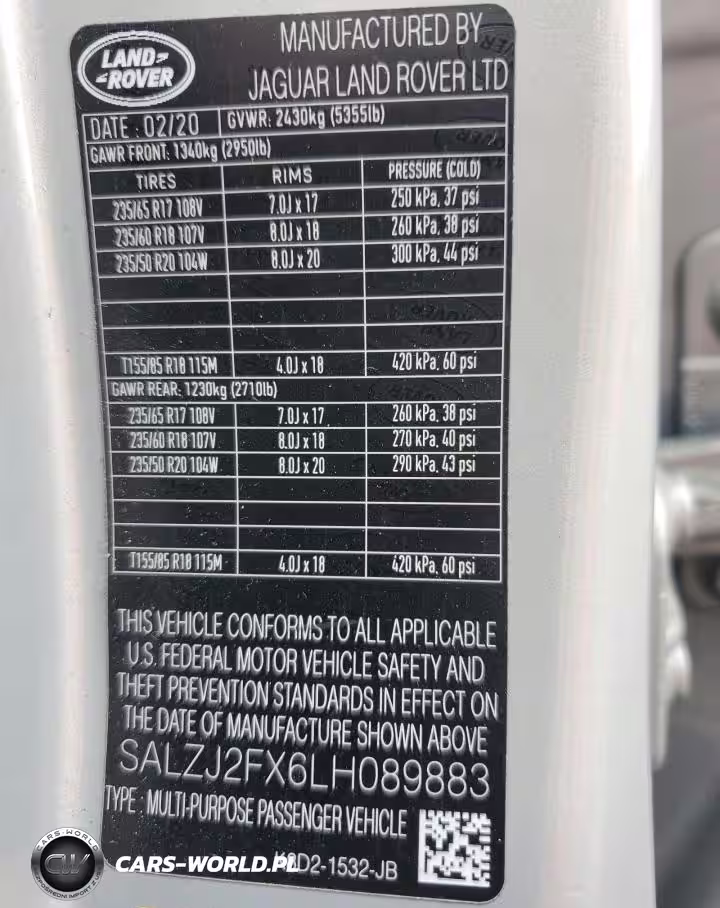 LAND ROVER
MANUFACTURED BY
JAGUAR LAND ROVER LTD
DATE : 02/20 GVWR: 2430kg (5355lb)
GAWR FRONT: 1340kg (2950lb)
TIRES RIMS PRESSURE (COLD)
235/65 R17 108V 7.0J x 17 250 kPa, 37 psi
235/60 R18 107V 8.0J x 18 260 kPa, 38 psi
235/50 R20 104W 8.0J x 20 300 kPa, 44 psi
T155/85 R18 115M 4.0J x 18 420 kPa, 60 psi
GAWR REAR: 1230kg (2710lb)
235/65 R17 108V 7.0J x 17 260 kPa, 38 psi
235/60 R18 107V 8.0J x 18 270 kPa, 40 psi
235/50 R20 104W 8.0J x 20 290 kPa, 43 psi
T155/85 R18 115M 4.0J x 18 420 kPa, 60 psi
THIS VEHICLE CONFORMS TO ALL APPLICABLE
U.S. FEDERAL MOTOR VEHICLE SAFETY AND
THEFT PREVENTION STANDARDS IN EFFECT ON
THE DATE OF MANUFACTURE SHOWN ABOVE
SALZJ2FX6LH089883
TYPE : MULTI-PURPOSE PASSENGER VEHICLE
CARS-WORLD
CW
CARS-WORLD.PL